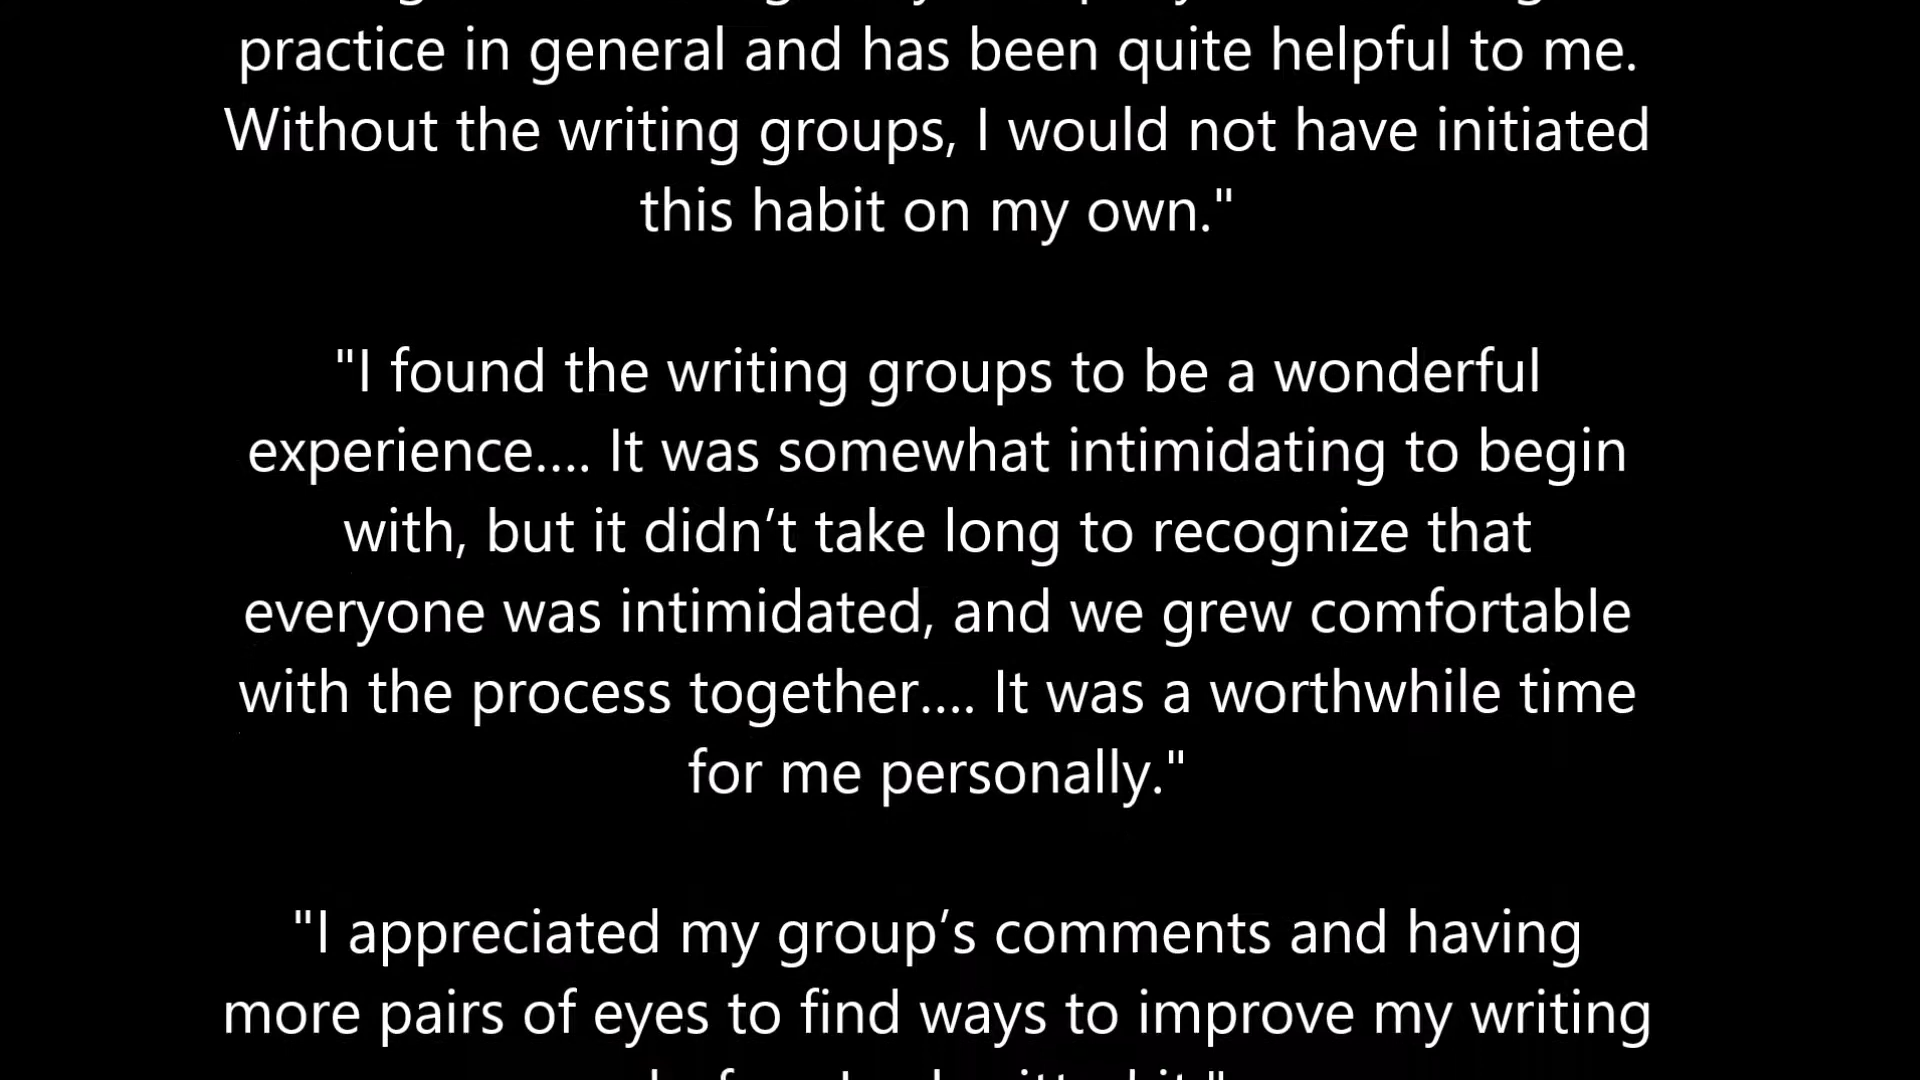 practice in general and has been quite helpful to me.
Without the writing groups, I would not have initiated
this habit on my own."
"I found the writing groups to be a wonderful
experience.... It was somewhat intimidating to begin
with, but it didn’t take long to recognize that
everyone was intimidated, and we grew comfortable
with the process together.... It was a worthwhile time
for me personally."
"I appreciated my group’s comments and having
more pairs of eyes to find ways to improve my writing